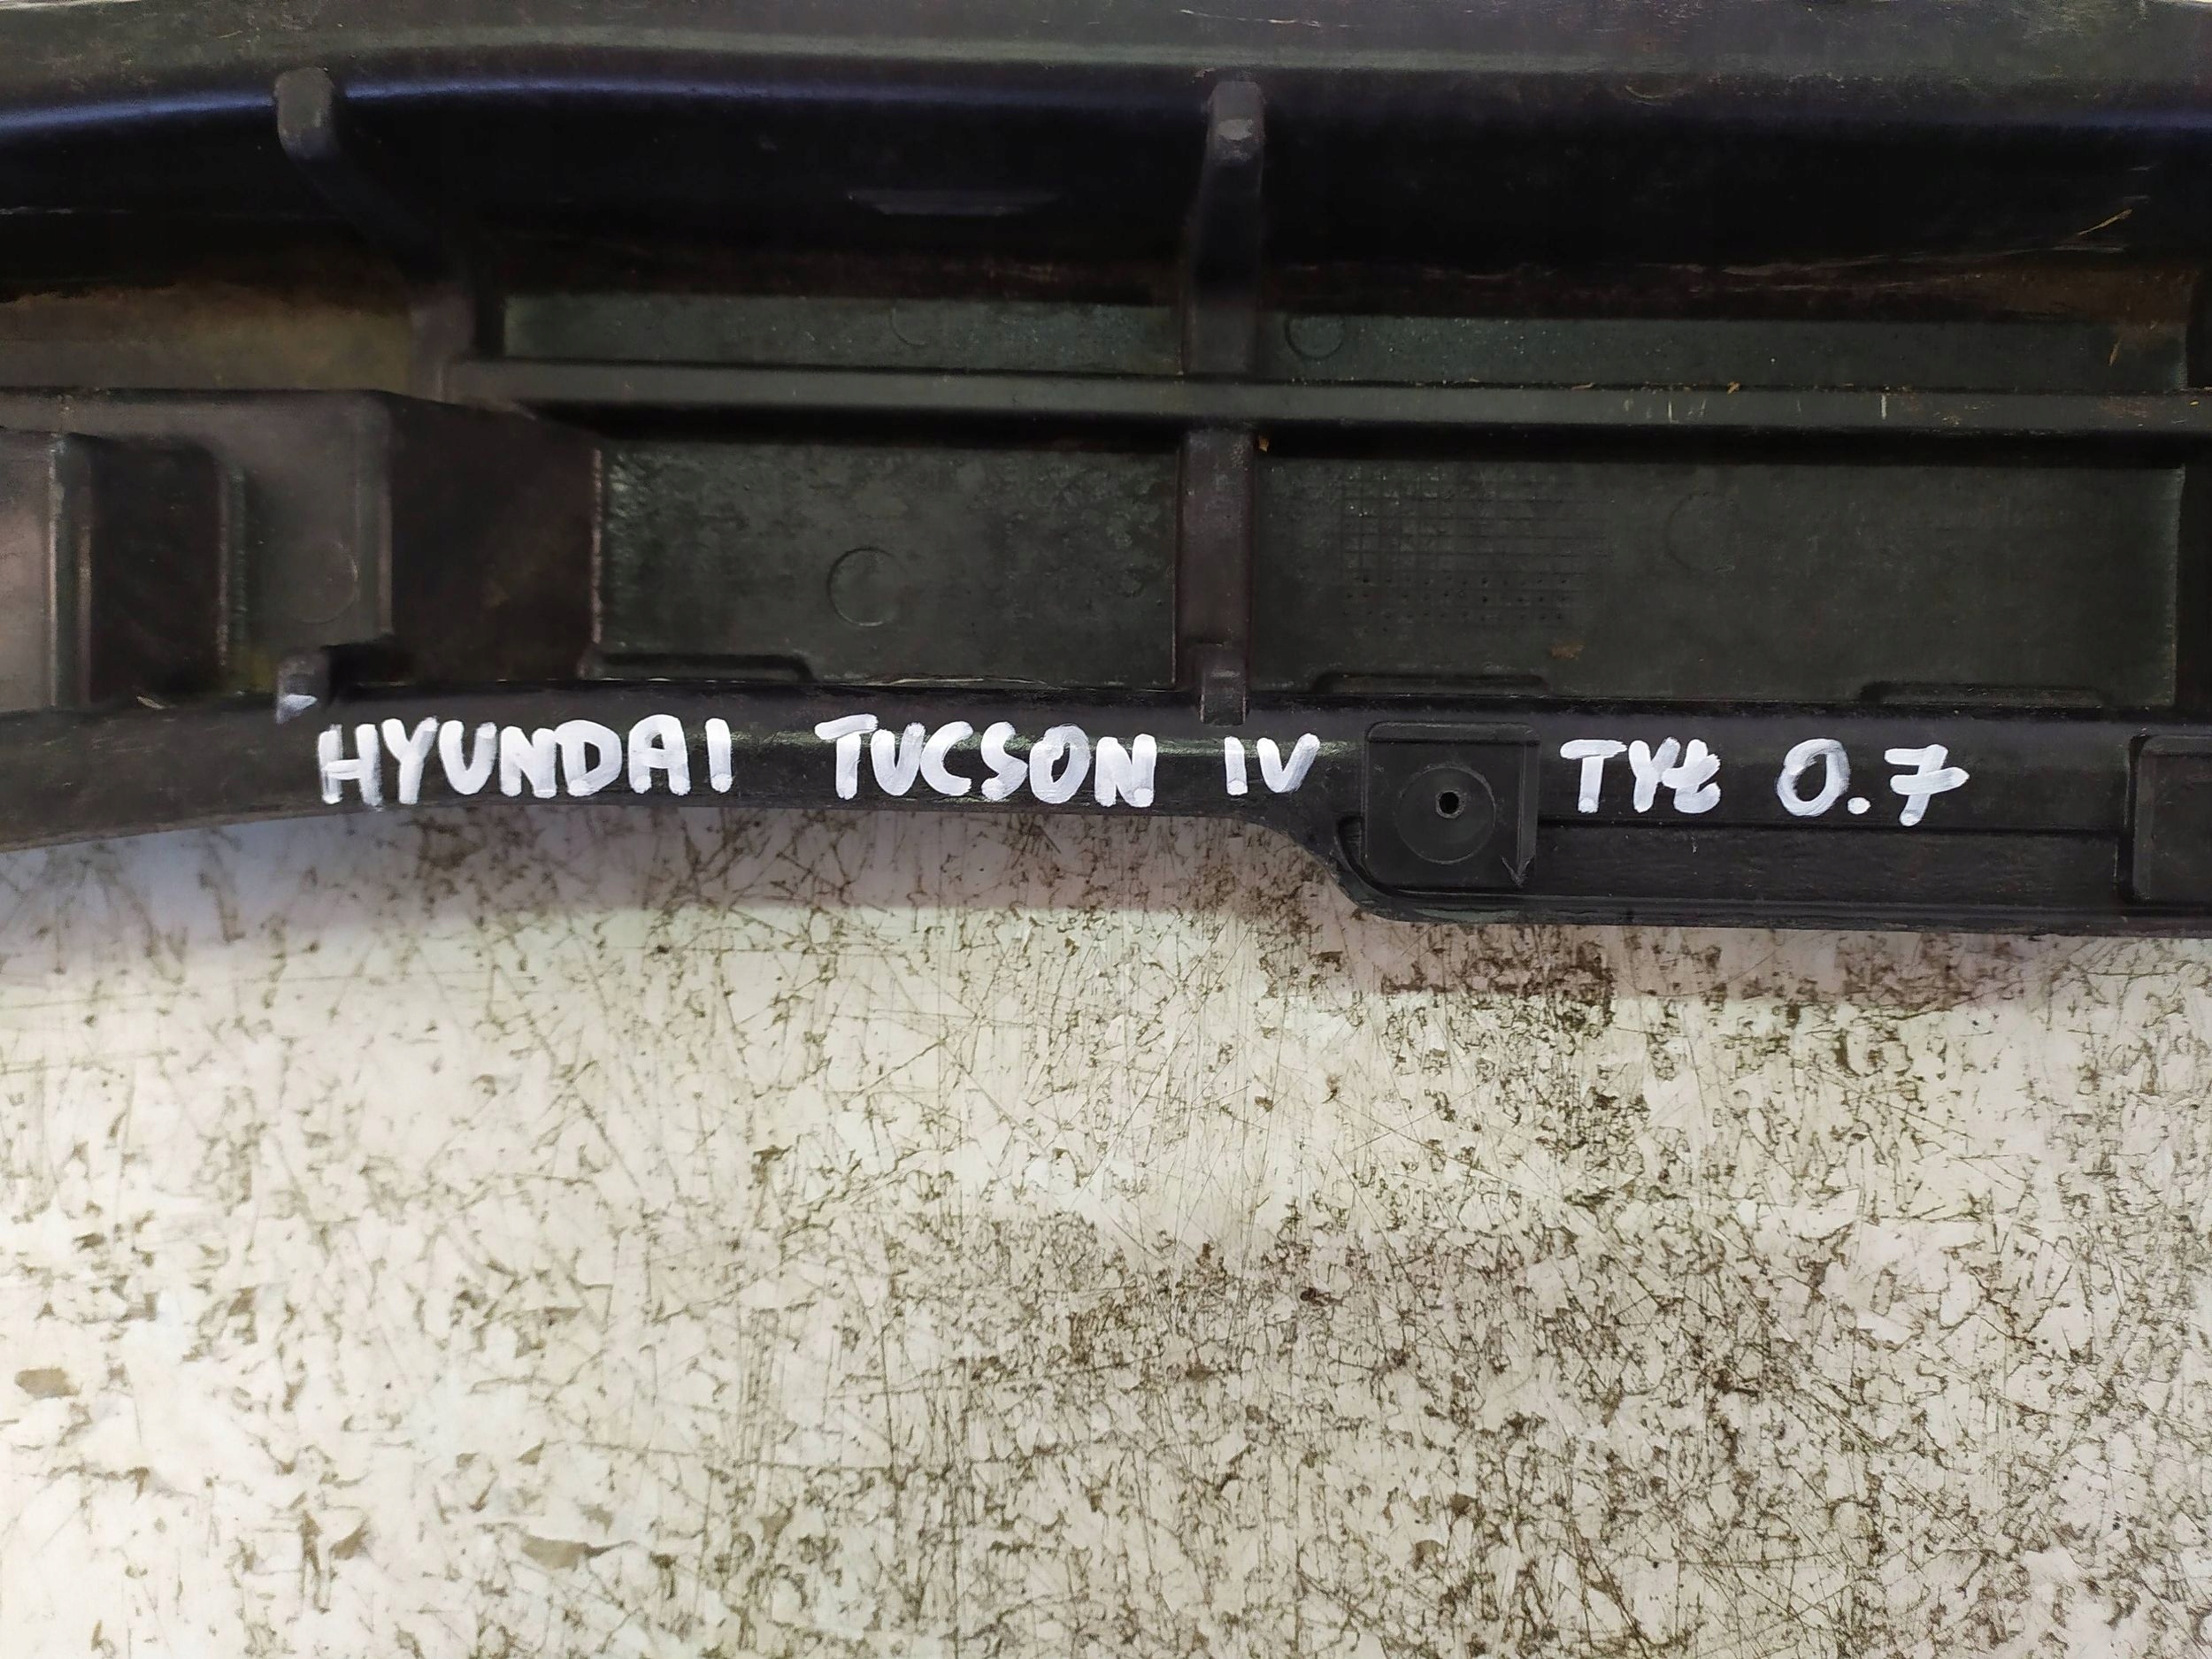 HYUNDAI TUCSON IV TYŁ 0.7